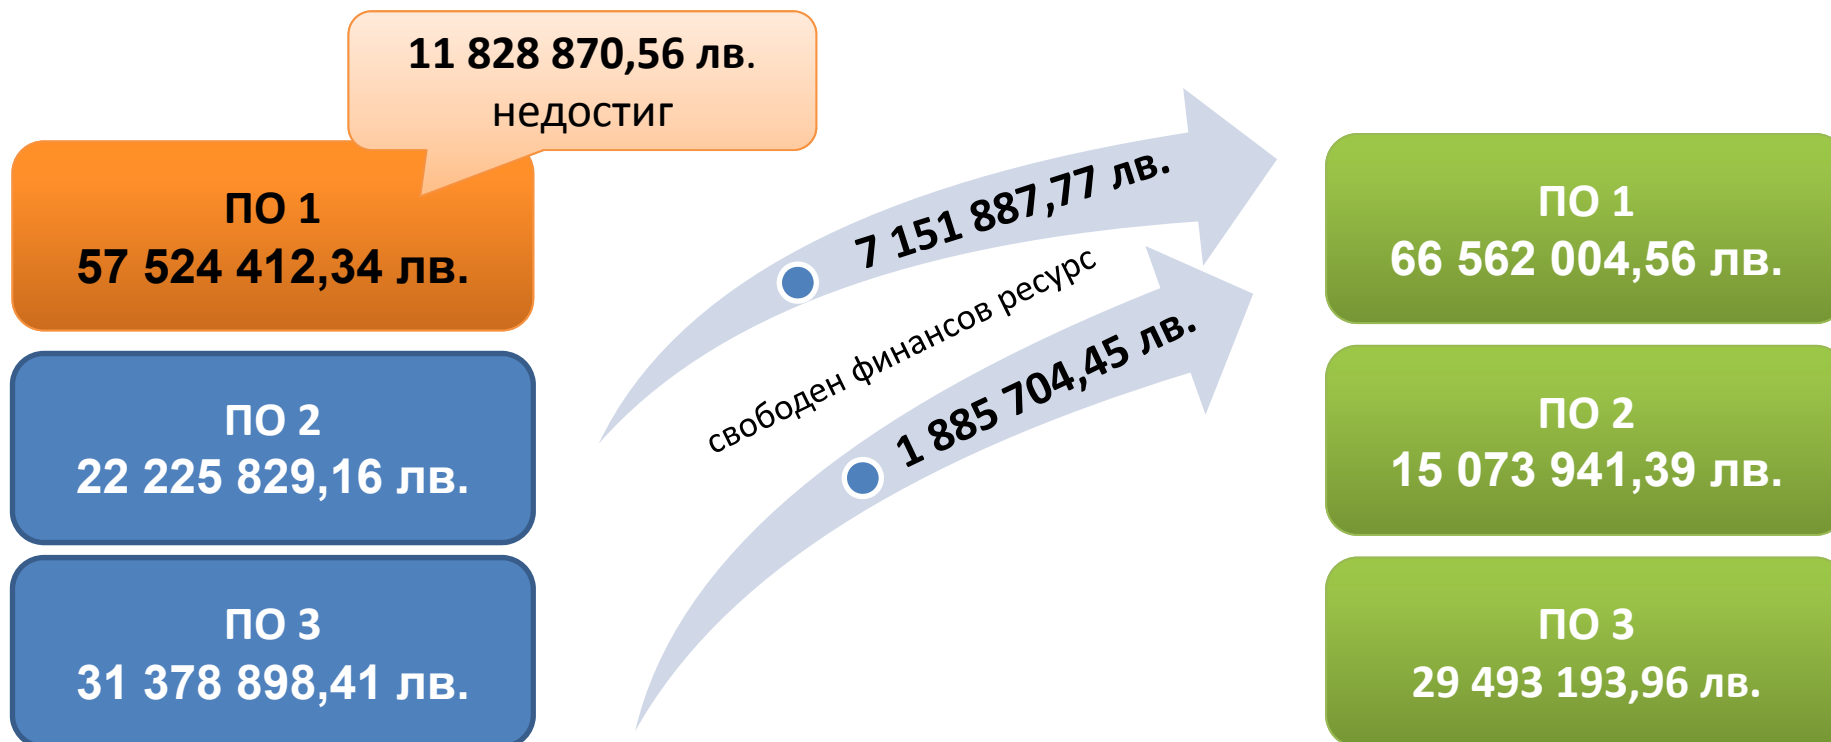 11 828 870,56 лв.
недостиг
ПО 1
57 524 412,34 лв.
ПО 2
22 225 829,16 лв.
ПО 3
31 378 898,41 лв.
7 151 887,77 лв.
свободен финансов ресурс
1 885 704,45 лв.
ПО 1
66 562 004,56 лв.
ПО 2
15 073 941,39 лв.
ПО 3
29 493 193,96 лв.